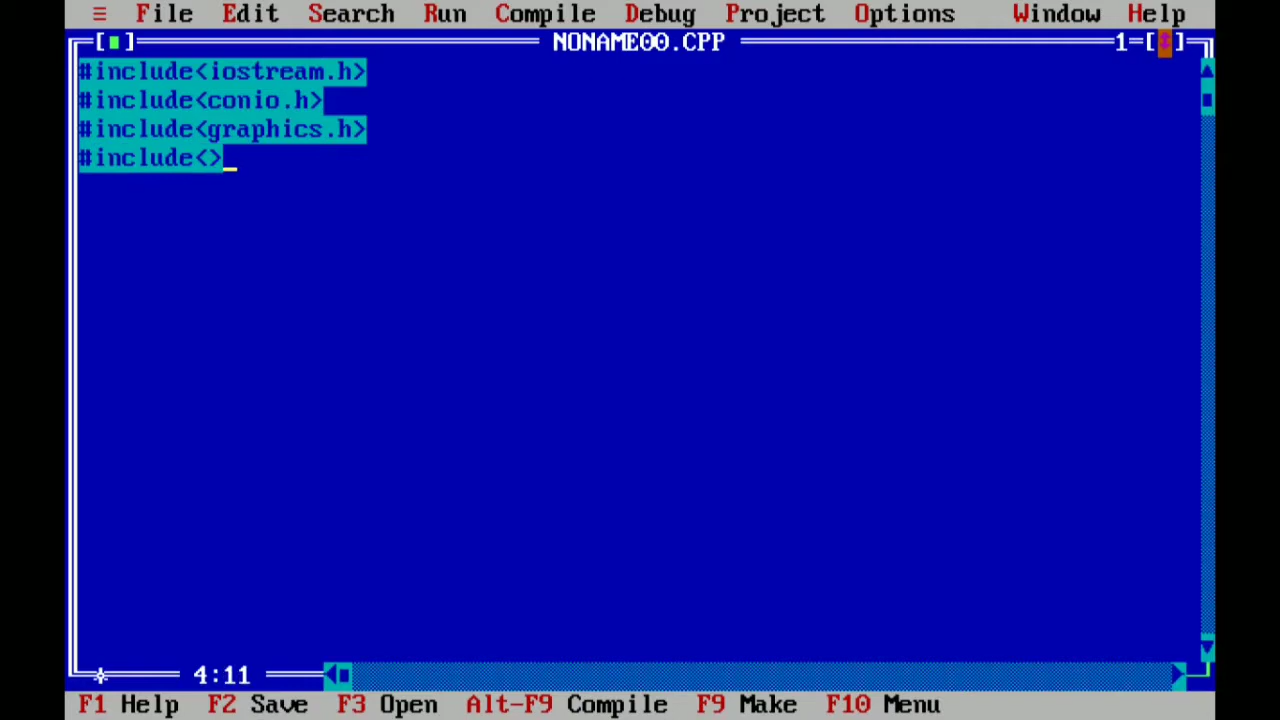 ≡ File Edit Search Run Compile Debug Project Options Window Help
[■] NONAME00.CPP 1=[↕]
#include<iostream.h>
#include<conio.h>
#include<graphics.h>
#include<>_
* 4:11
F1 Help F2 Save F3 Open Alt-F9 Compile F9 Make F10 Menu